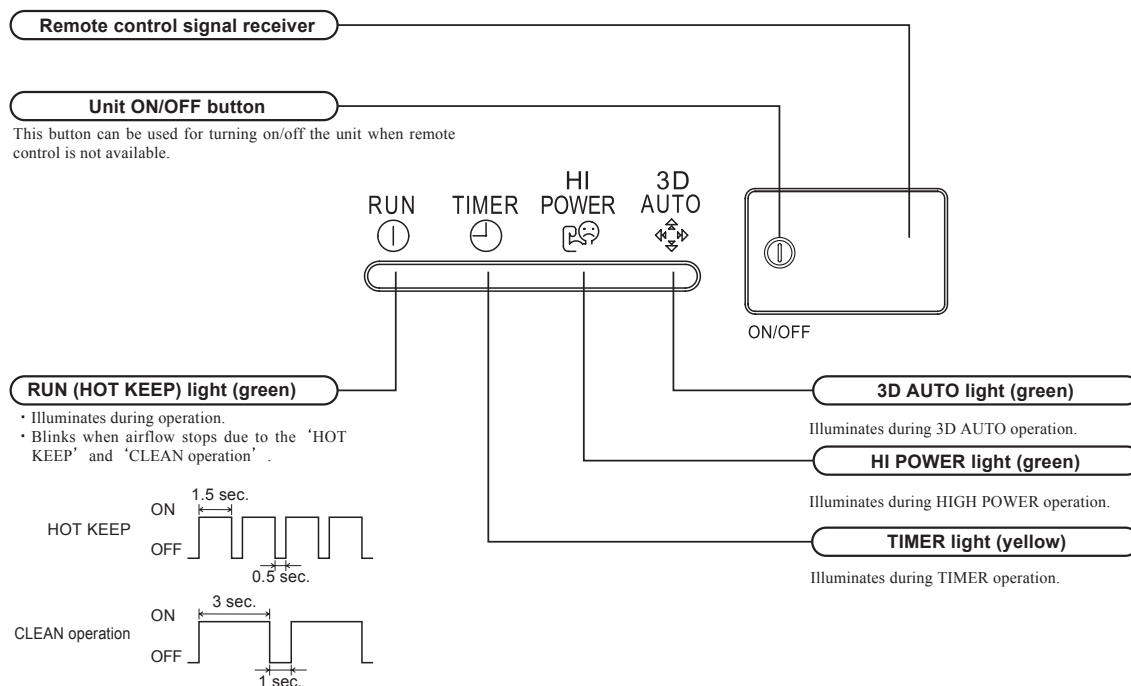 Remote control signal receiver
Unit ON/OFF button
This button can be used for turning on/off the unit when remote
control is not available.
RUN
TIMER
HI
POWER
3D
AUTO
ON/OFF
RUN (HOT KEEP) light (green)
・Illuminates during operation.
・Blinks when airflow stops due to the ‘HOT
KEEP’ and ‘CLEAN operation’ .
3D AUTO light (green)
Illuminates during 3D AUTO operation.
HI POWER light (green)
Illuminates during HIGH POWER operation.
TIMER light (yellow)
Illuminates during TIMER operation.
HOT KEEP
ON
OFF
1.5 sec.
0.5 sec.
CLEAN operation
ON
OFF
3 sec.
1 sec.